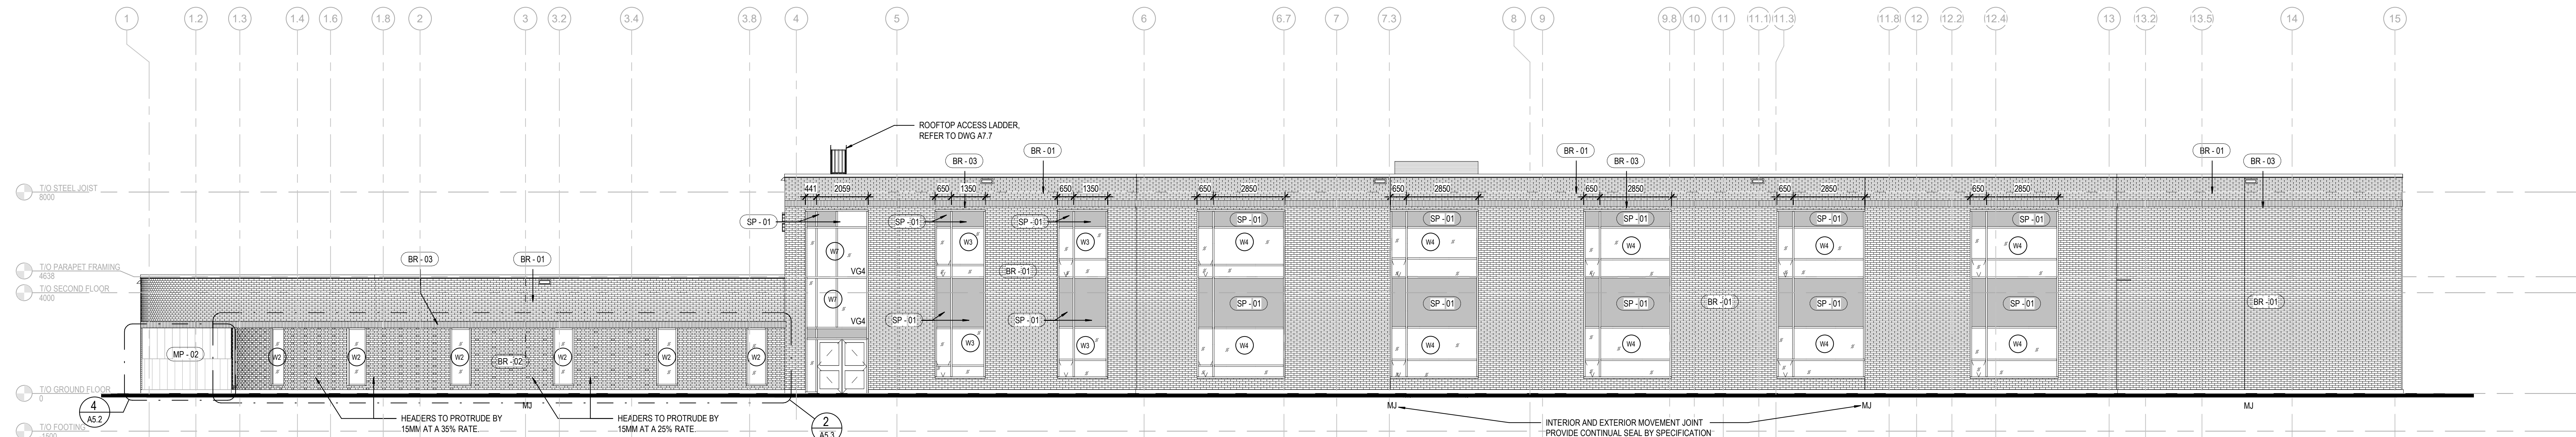 1 1.2 1.3 1.4 1.6 1.8 2 3 3.2 3.4 3.8 4 5 6 6.7 7 7.3 8 9 9.8 10 11 11.1 11.3 11.8 12 12.2 12.4 13 13.2 13.5 14 15
ROOFTOP ACCESS LADDER,
REFER TO DWG A7.7
BR - 01 BR - 01 BR - 01
BR - 03 BR - 03 BR - 03
T/O STEEL JOIST
8000
441 2059 650 1350 650 1350 650 2850 650 2850 650 2850 650 2850 650 2850
SP - 01 SP - 01 SP - 01 SP - 01 SP - 01 SP - 01 SP - 01 SP - 01
W7 W3 W3 W4 W4 W4 W4 W4
BR - 03 BR - 01
T/O PARAPET FRAMING
4638
VG4 BR - 01
T/O SECOND FLOOR
4000
W7 SP - 01 SP - 01 SP - 01 BR - 01 SP - 01 SP - 01 BR - 01
VG4 SP - 01 SP - 01
W3 W3 W4 W4 W4 W4 W4
MP - 02 W2 W2 W2 BR - 02 W2 W2 W2
T/O GROUND FLOOR
0
4
A5.2
MJ MJ MJ MJ
HEADERS TO PROTRUDE BY
15MM AT A 35% RATE.
HEADERS TO PROTRUDE BY
15MM AT A 25% RATE.
2
A5.3
INTERIOR AND EXTERIOR MOVEMENT JOINT
PROVIDE CONTINUAL SEAL BY SPECIFICATION
T/O FOOTING
-1500